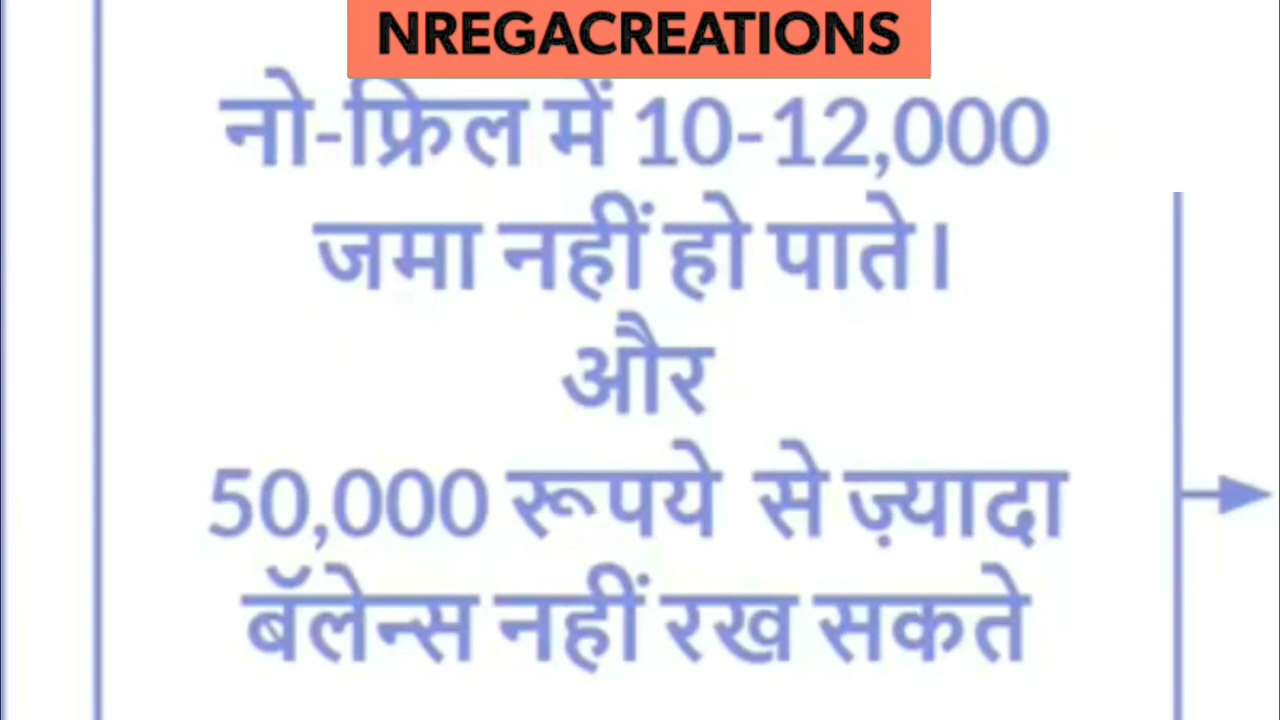 NREGACREATIONS
नो-फ्रिल में 10-12,000
जमा नहीं हो पाते।
और
50,000 रूपये से ज़्यादा
बॅलेन्स नहीं रख सकते